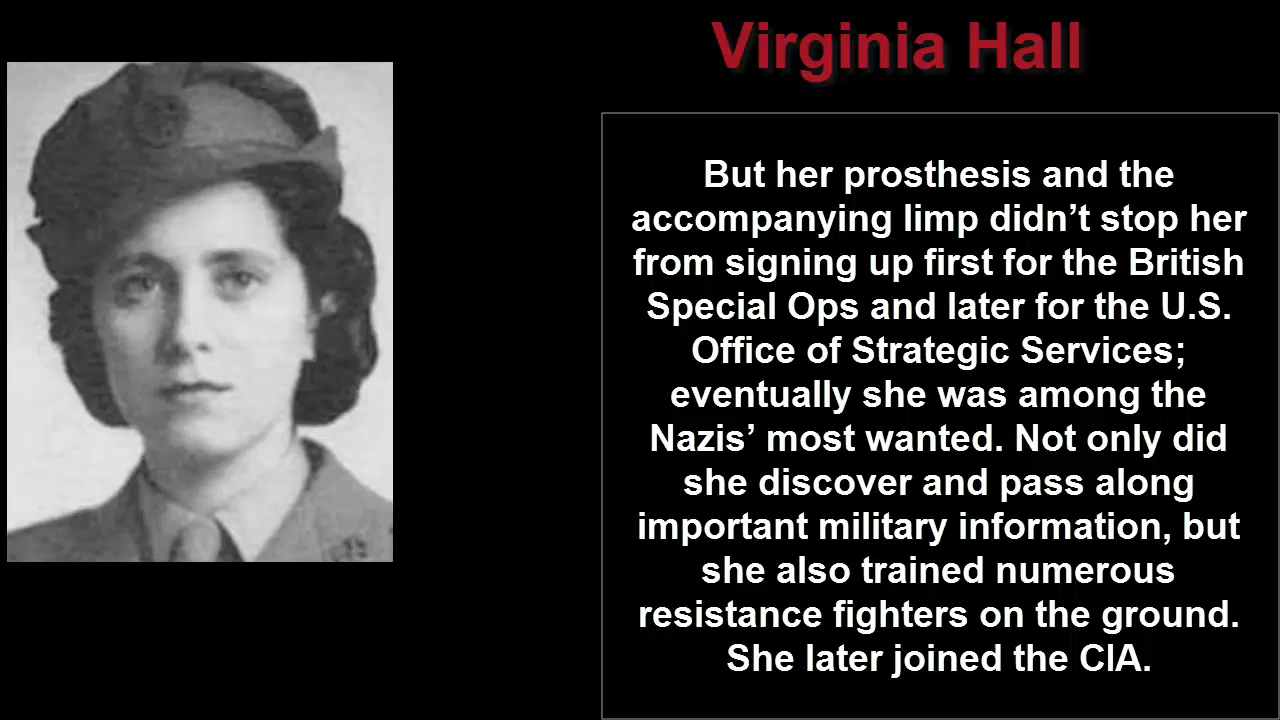 Virginia Hall
But her prosthesis and the
accompanying limp didn’t stop her
from signing up first for the British
Special Ops and later for the U.S.
Office of Strategic Services;
eventually she was among the
Nazis’ most wanted. Not only did
she discover and pass along
important military information, but
she also trained numerous
resistance fighters on the ground.
She later joined the CIA.